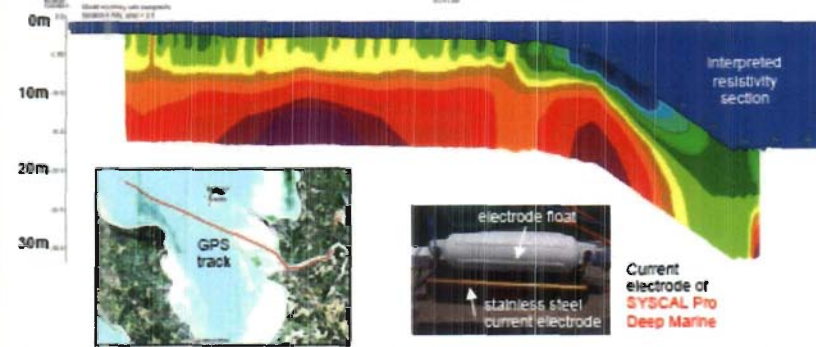 0m
10m
20m
30m
Interpreted
resistivity
section
GPS
track
electrode float
stainless steel
current electrode
Current
electrode of
SYSCAL Pro
Deep Marine